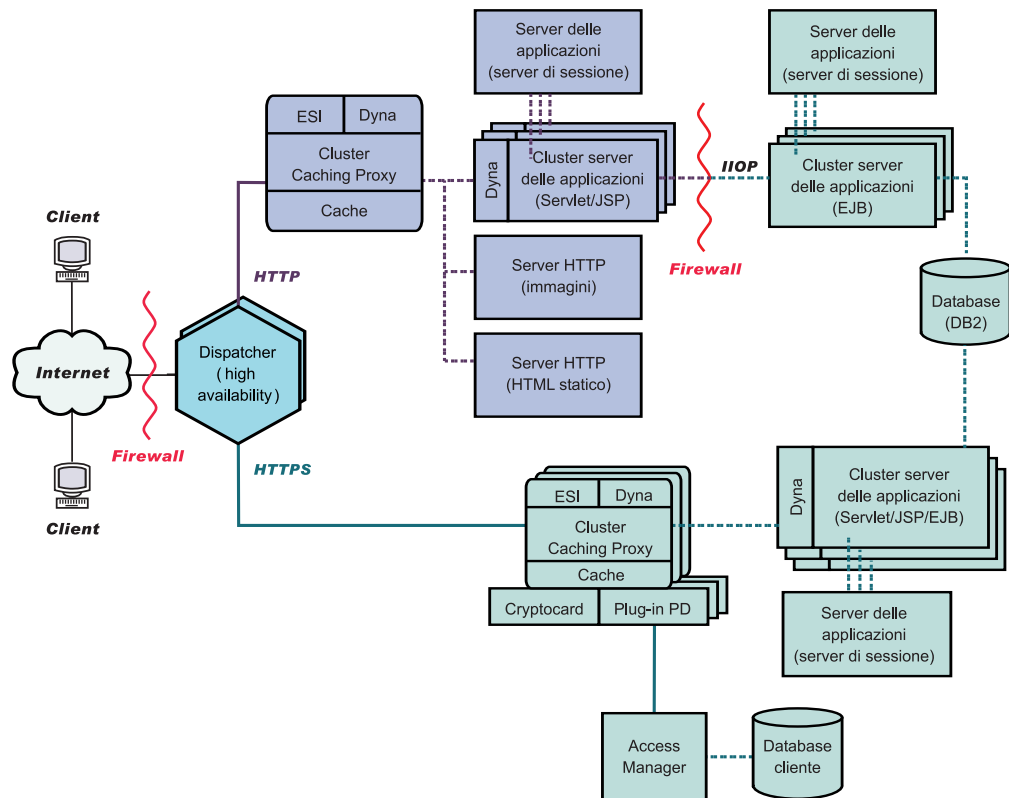 Server delle
applicazioni
(server di sessione)
Server delle
applicazioni
(server di sessione)
ESI
Dyna
Cluster
Caching Proxy
Cache
Dyna
Cluster server
delle applicazioni
(Servlet/JSP)
IIOP
Cluster server
delle applicazioni
(EJB)
Client
HTTP
Server HTTP
(immagini)
Firewall
Database
(DB2)
Dispatcher
( high
availability)
Internet
Server HTTP
(HTML statico)
Firewall
HTTPS
Client
ESI
Dyna
Cluster
Caching Proxy
Cache
Cryptocard
Plug-in PD
Dyna
Cluster server
delle applicazioni
(Servlet/JSP/EJB)
Server delle
applicazioni
(server di sessione)
Access
Manager
Database
cliente